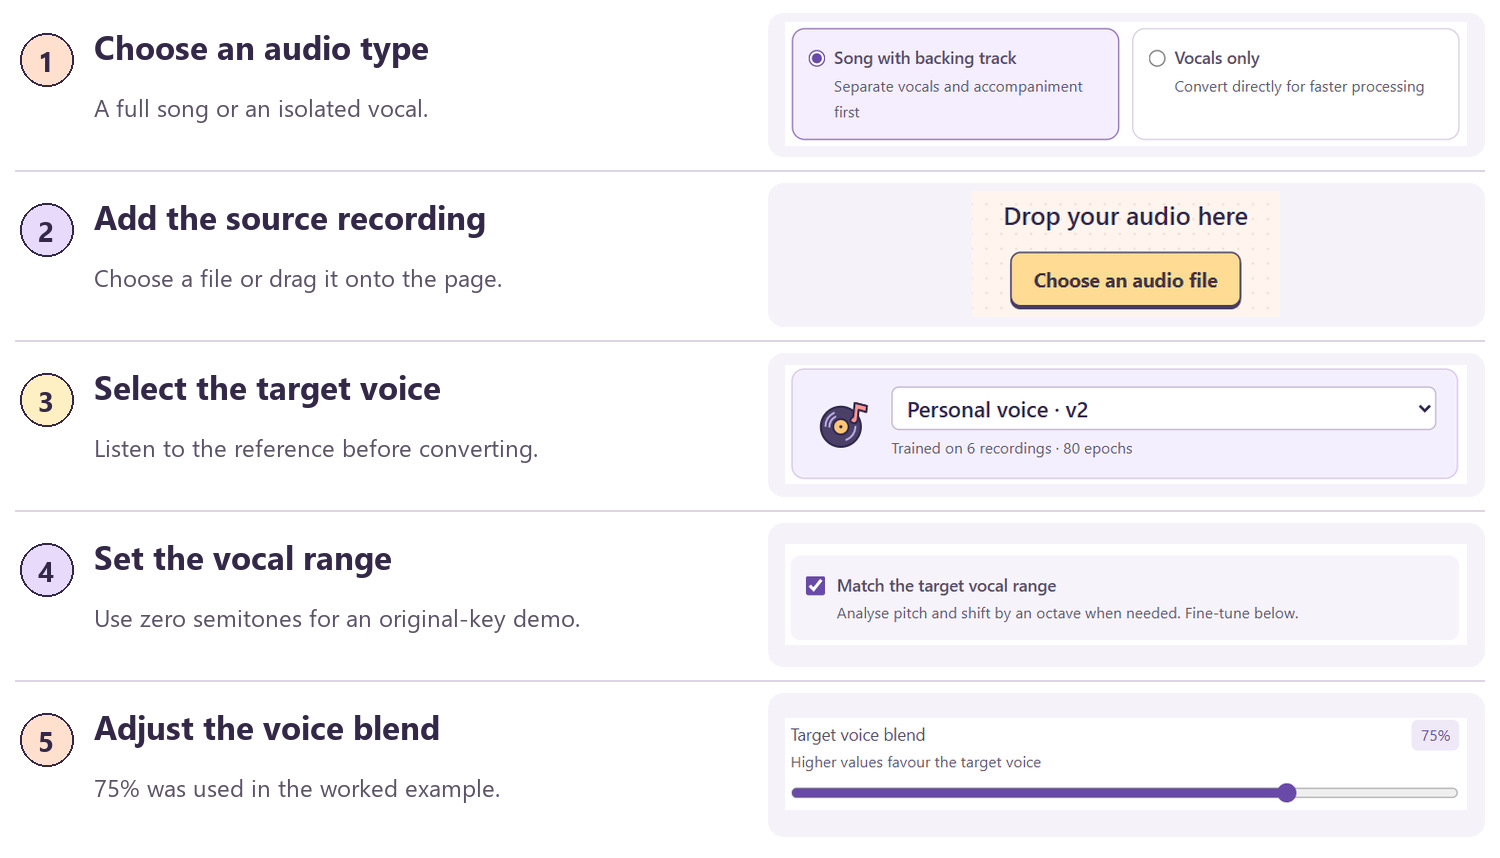 1
Choose an audio type
A full song or an isolated vocal.
Song with backing track
Separate vocals and accompaniment
first
Vocals only
Convert directly for faster processing
2
Add the source recording
Choose a file or drag it onto the page.
Drop your audio here
Choose an audio file
3
Select the target voice
Listen to the reference before converting.
Personal voice · v2
Trained on 6 recordings · 80 epochs
4
Set the vocal range
Use zero semitones for an original-key demo.
Match the target vocal range
Analyse pitch and shift by an octave when needed. Fine-tune below.
5
Adjust the voice blend
75% was used in the worked example.
Target voice blend
75%
Higher values favour the target voice